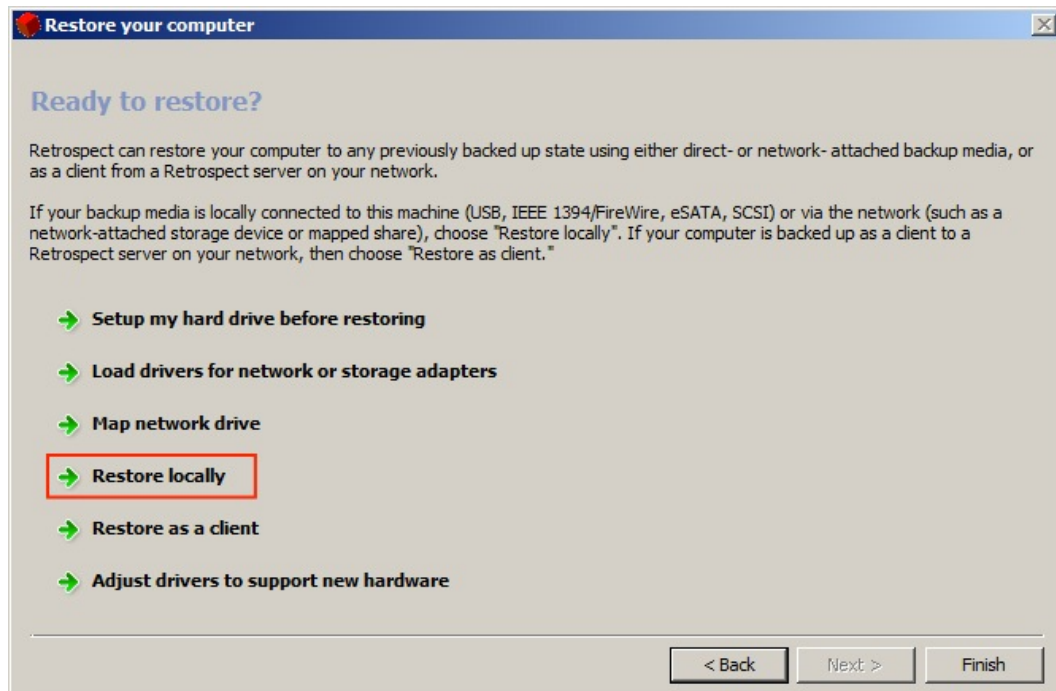 Restore your computer
Ready to restore?
Retrospect can restore your computer to any previously backed up state using either direct- or network- attached backup media, or
as a client from a Retrospect server on your network.
If your backup media is locally connected to this machine (USB, IEEE 1394/FireWire, eSATA, SCSI) or via the network (such as a
network-attached storage device or mapped share), choose "Restore locally". If your computer is backed up as a client to a
Retrospect server on your network, then choose "Restore as client."
Setup my hard drive before restoring
Load drivers for network or storage adapters
Map network drive
Restore locally
Restore as a client
Adjust drivers to support new hardware
< Back Next > Finish